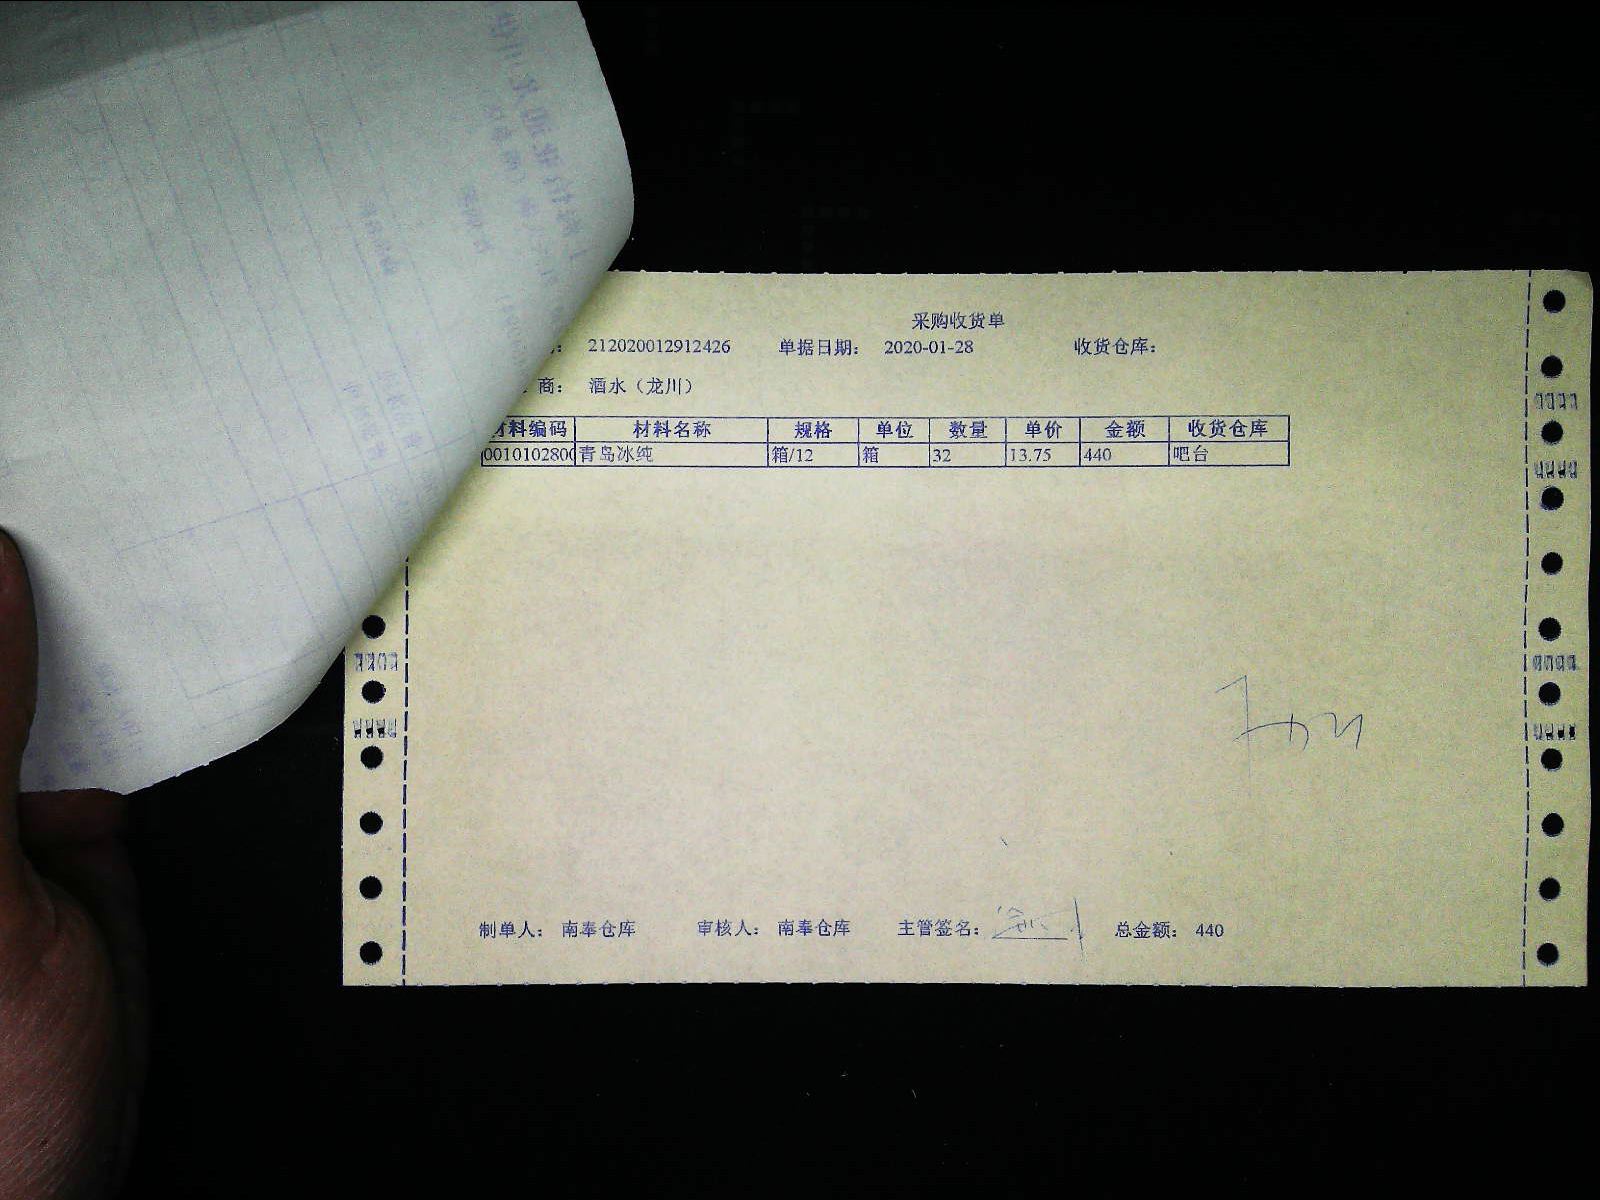 采购收货单
：212020012912426 单据日期：2020-01-28 收货仓库：
商：酒水（龙川）
材料编码 材料名称 规格 单位 数量 单价 金额 收货仓库
0010102800 青岛冰纯 箱/12 箱 32 13.75 440 吧台
制单人：南奉仓库 审核人：南奉仓库 主管签名： 总金额：440